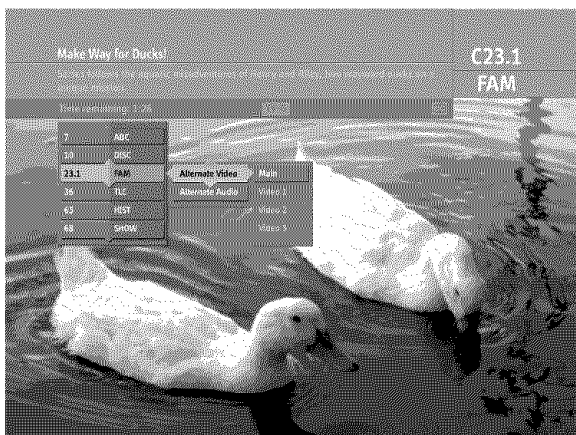 Make Way for Ducks!
C23.1
FAM
Time remaining: 1:26
7 ABC
10 DISC
23.1 FAM Alternate Video Main
36 TLC Alternate Audio Video 1
63 HIST Video 2
68 SHOW Video 3